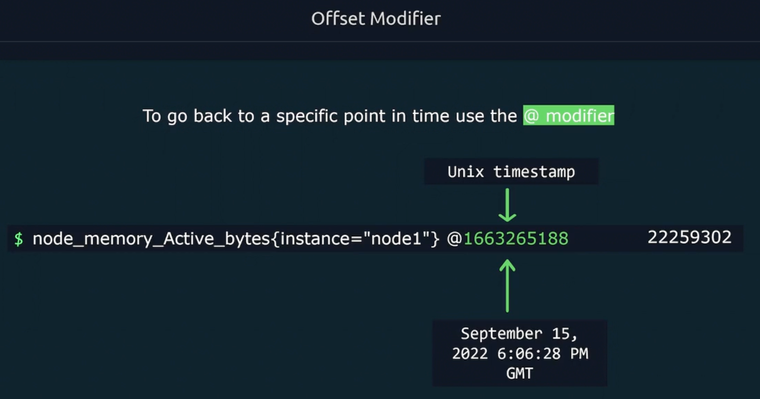 Offset Modifier
To go back to a specific point in time use the @ modifier
Unix timestamp
$ node_memory_Active_bytes{instance="node1"} @1663265188 22259302
September 15,
2022 6:06:28 PM
GMT